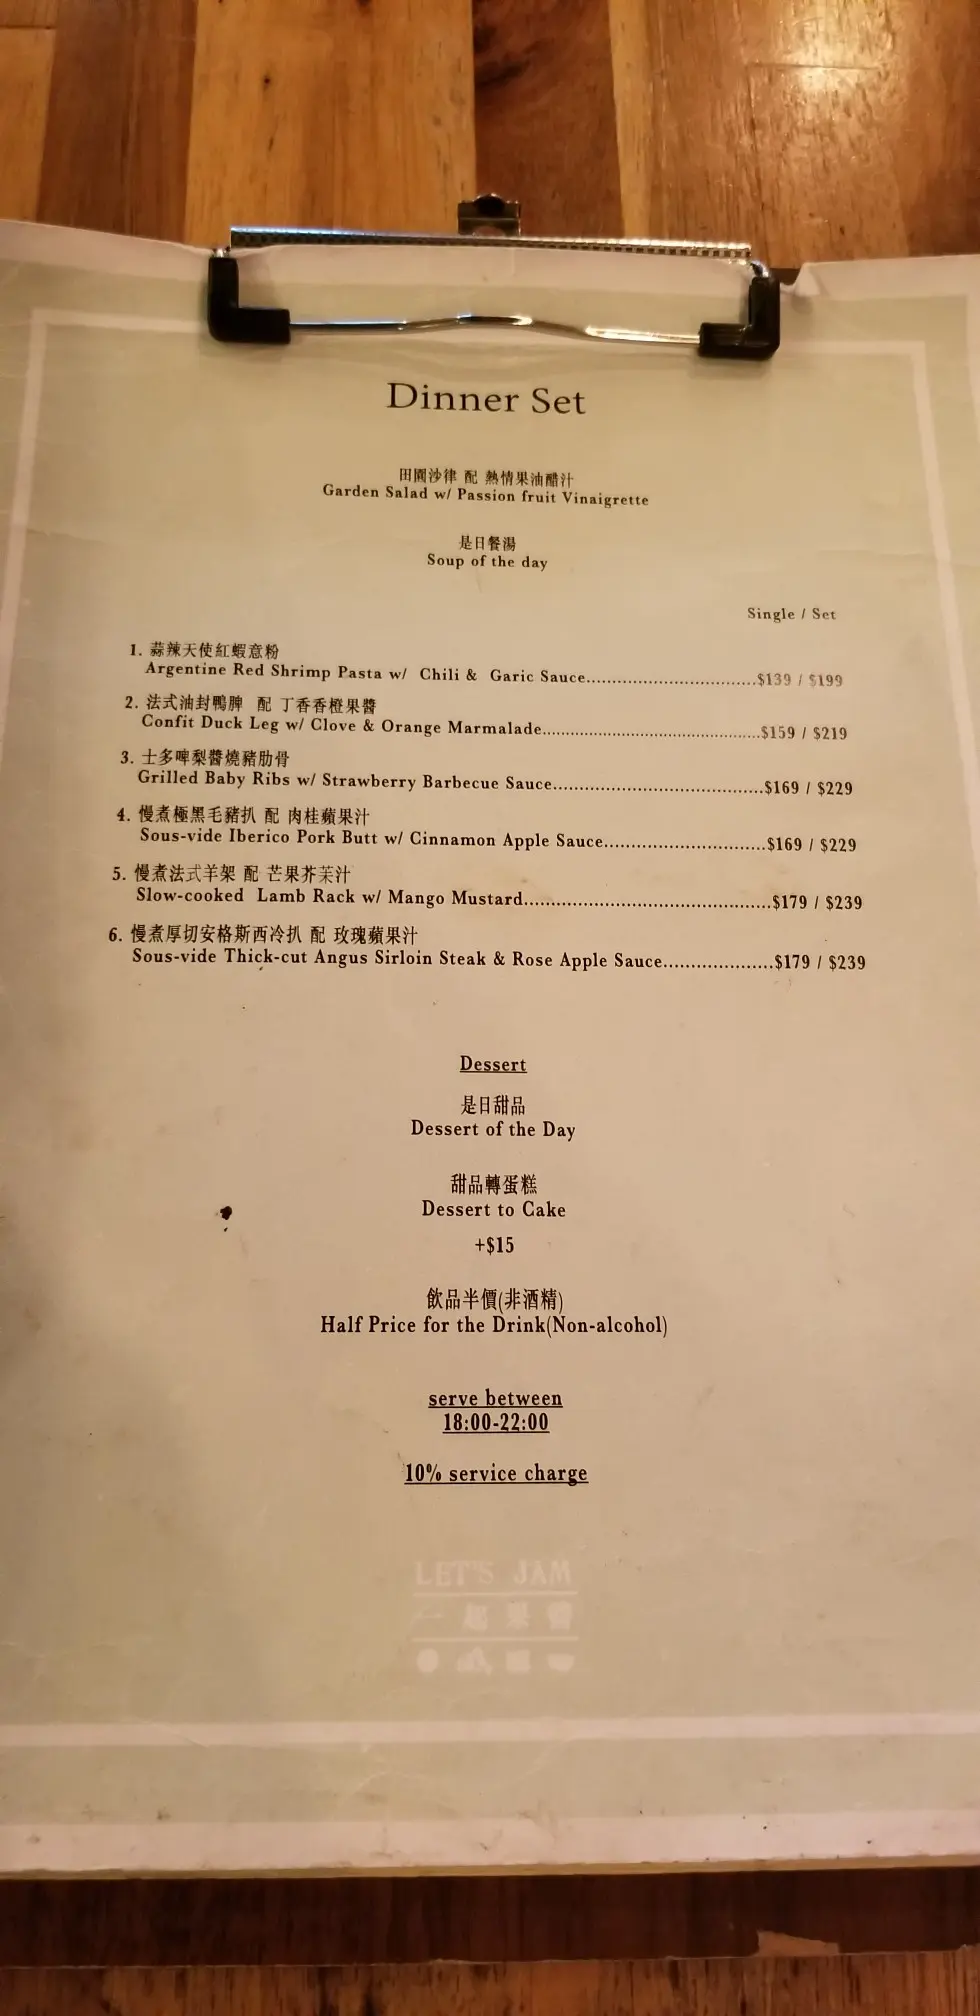 Dinner Set
田園沙律 配 熱情果油醋汁
Garden Salad w/ Passion fruit Vinaigrette
是日餐湯
Soup of the day
Single / Set
1. 蒜辣天使紅蝦意粉
Argentine Red Shrimp Pasta w/ Chili & Garic Sauce...............................$139 / $199
2. 法式油封鴨脾 配 丁香香橙果醬
Confit Duck Leg w/ Clove & Orange Marmalade.........................................$159 / $219
3. 士多啤梨醬燒豬肋骨
Grilled Baby Ribs w/ Strawberry Barbecue Sauce.......................................$169 / $229
4. 慢煮極黑毛豬扒 配 肉桂蘋果汁
Sous-vide Iberico Pork Butt w/ Cinnamon Apple Sauce..............................$169 / $229
5. 慢煮法式羊架 配 芒果芥茉汁
Slow-cooked Lamb Rack w/ Mango Mustard..............................................$179 / $239
6. 慢煮厚切安格斯西冷扒 配 玫瑰蘋果汁
Sous-vide Thick-cut Angus Sirloin Steak & Rose Apple Sauce.....................$179 / $239
Dessert
是日甜品
Dessert of the Day
甜品轉蛋糕
Dessert to Cake
+$15
飲品半價(非酒精)
Half Price for the Drink(Non-alcohol)
serve between
18:00-22:00
10% service charge
LET'S JAM
一起果醬